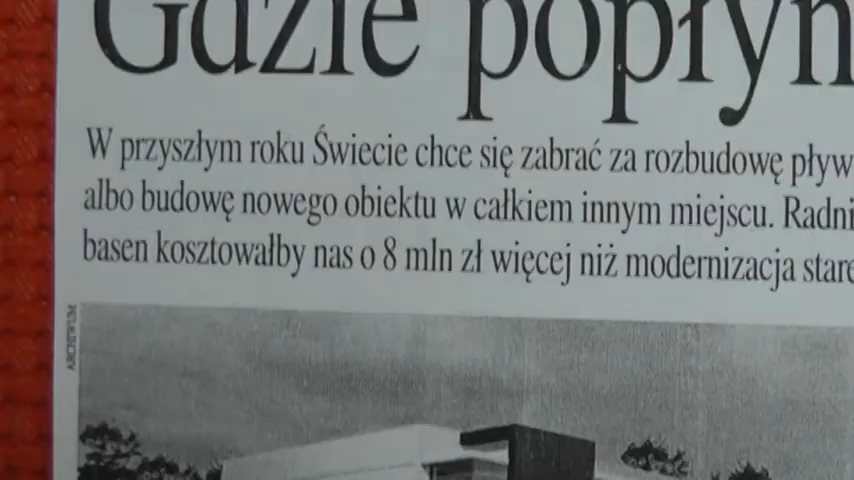 Gdzie popłyn
W przyszłym roku Świecie chce się zabrać za rozbudowę pływ
albo budowę nowego obiektu w całkiem innym miejscu. Radni
basen kosztowałby nas o 8 mln zł więcej niż modernizacja stare